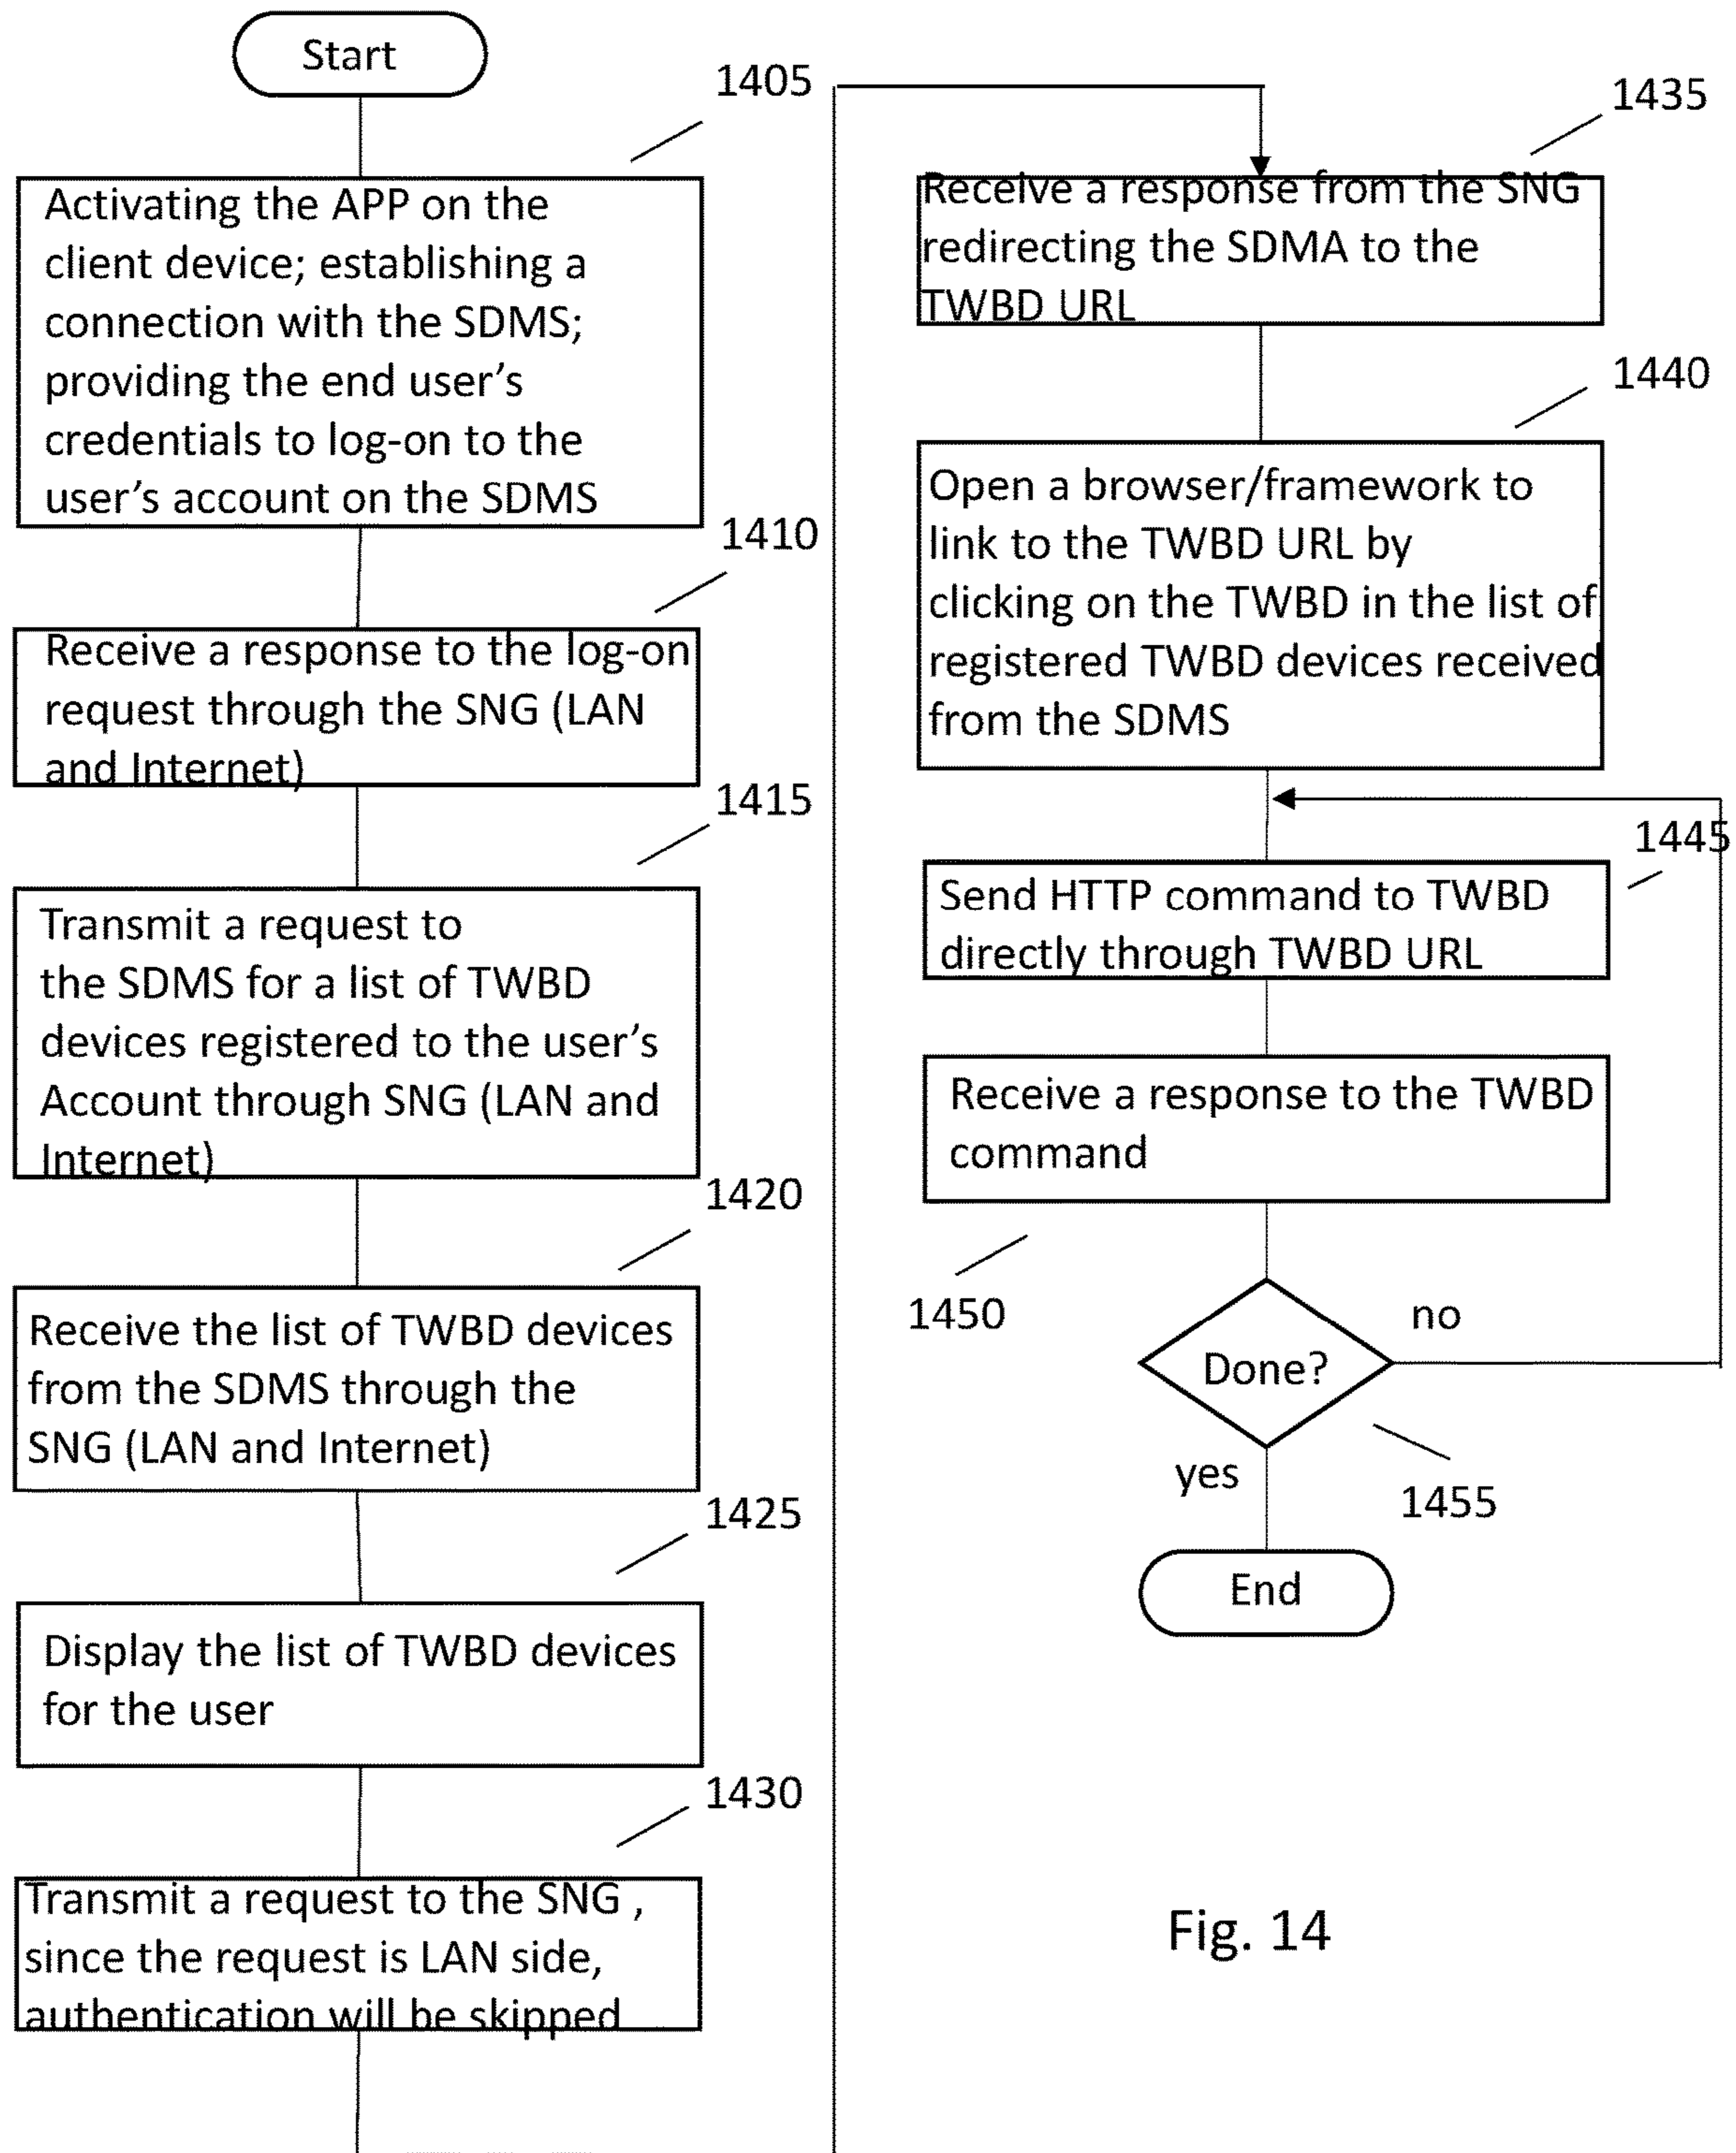 Start
1405
Activating the APP on the
client device; establishing a
connection with the SDMS;
providing the end user's
credentials to log-on to the
user's account on the SDMS
1410
Receive a response to the log-on
request through the SNG (LAN
and Internet)
1415
Transmit a request to
the SDMS for a list of TWBD
devices registered to the user's
Account through SNG (LAN and
Internet)
1420
Receive the list of TWBD devices
from the SDMS through the
SNG (LAN and Internet)
1425
Display the list of TWBD devices
for the user
1430
Transmit a request to the SNG ,
since the request is LAN side,
authentication will be skipped
1435
Receive a response from the SNG
redirecting the SDMA to the
TWBD URL
1440
Open a browser/framework to
link to the TWBD URL by
clicking on the TWBD in the list of
registered TWBD devices received
from the SDMS
1445
Send HTTP command to TWBD
directly through TWBD URL
Receive a response to the TWBD
command
1450
no
Done?
yes
1455
End
Fig. 14